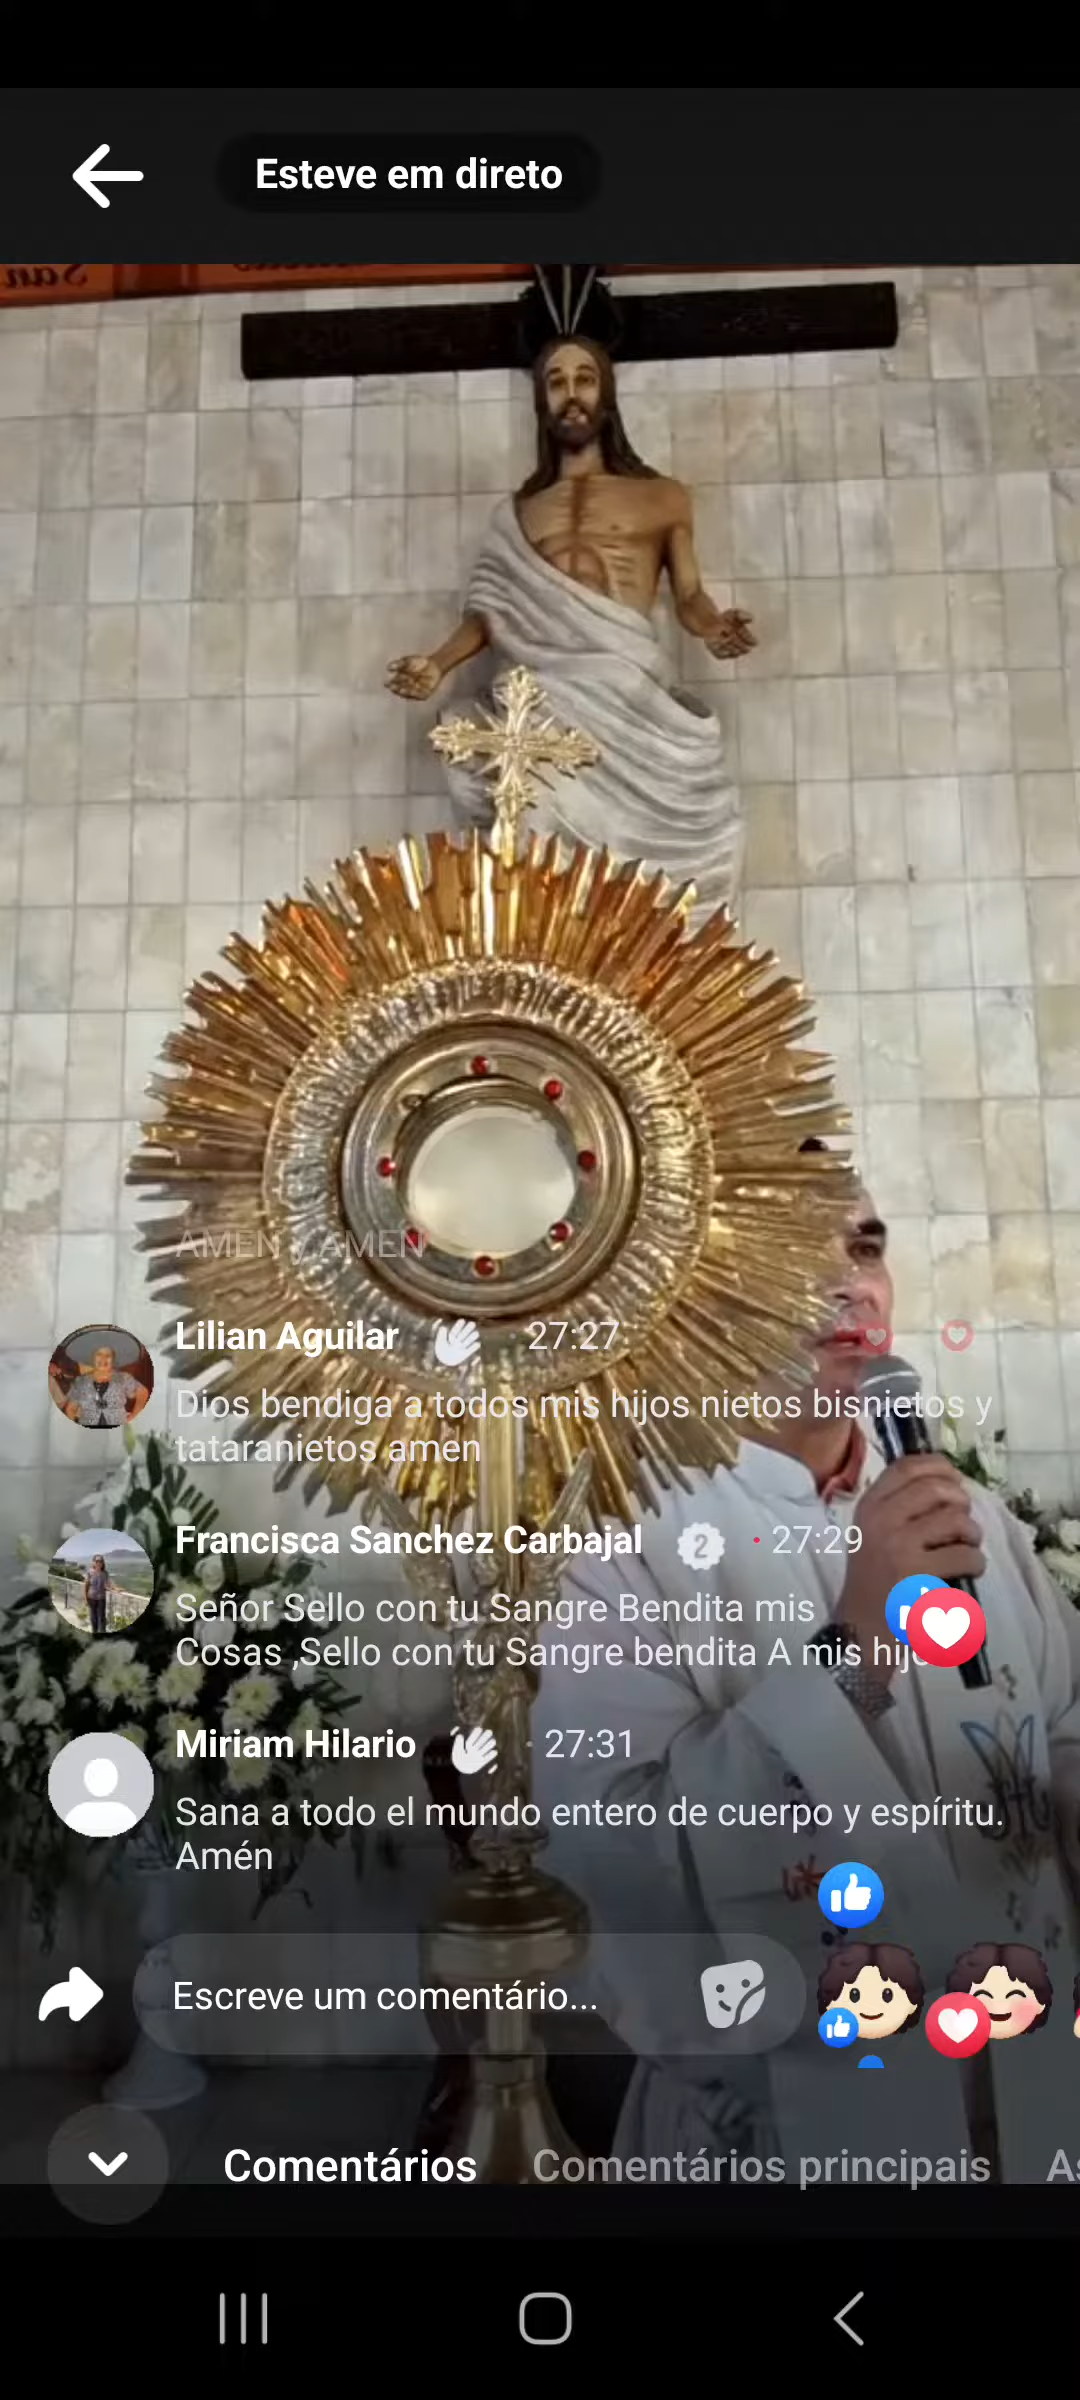 Esteve em direto
AMEN y AMEN
Lilian Aguilar 27:27
Dios bendiga a todos mis hijos nietos bisnietos y
tataranietos amen
Francisca Sanchez Carbajal 2 · 27:29
Señor Sello con tu Sangre Bendita mis
Cosas ,Sello con tu Sangre bendita A mis
Miriam Hilario · 27:31
Sana a todo el mundo entero de cuerpo y espíritu.
Amén
Escreve um comentário...
Comentários Comentários principais